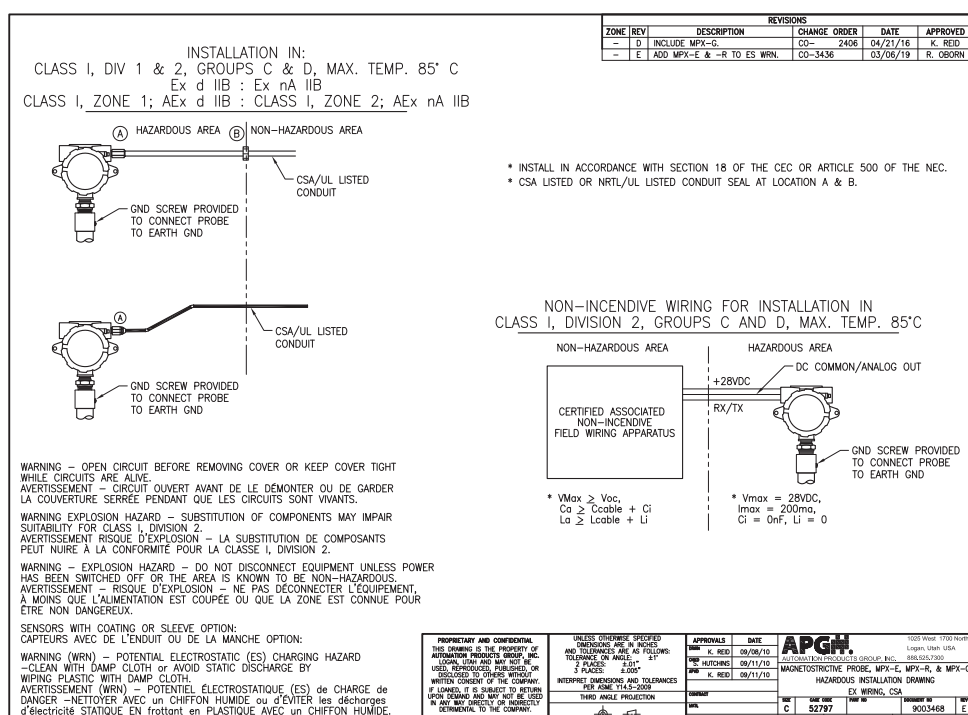 REVISIONS
ZONE REV DESCRIPTION CHANGE ORDER DATE APPROVED
– D INCLUDE MPX–G. CO– 2406 04/21/16 K. REID
– E ADD MPX–E & –R TO ES WRN. CO–3436 03/06/19 R. OBORN
INSTALLATION IN:
CLASS I, DIV 1 & 2, GROUPS C & D, MAX. TEMP. 85° C
Ex d IIB : Ex nA IIB
CLASS I, ZONE 1; AEx d IIB : CLASS I, ZONE 2; AEx nA IIB
A HAZARDOUS AREA B NON–HAZARDOUS AREA
CSA/UL LISTED
CONDUIT
GND SCREW PROVIDED
TO CONNECT PROBE
TO EARTH GND
* INSTALL IN ACCORDANCE WITH SECTION 18 OF THE CEC OR ARTICLE 500 OF THE NEC.
* CSA LISTED OR NRTL/UL LISTED CONDUIT SEAL AT LOCATION A & B.
A
CSA/UL LISTED
CONDUIT
GND SCREW PROVIDED
TO CONNECT PROBE
TO EARTH GND
NON–INCENDIVE WIRING FOR INSTALLATION IN
CLASS I, DIVISION 2, GROUPS C AND D, MAX. TEMP. 85°C
NON–HAZARDOUS AREA HAZARDOUS AREA
DC COMMON/ANALOG OUT
+28VDC
RX/TX
CERTIFIED ASSOCIATED
NON–INCENDIVE
FIELD WIRING APPARATUS
GND SCREW PROVIDED
TO CONNECT PROBE
TO EARTH GND
* VMax ≥ Voc,
Ca ≥ Ccable + Ci
La ≥ Lcable + Li
* Vmax = 28VDC,
Imax = 200ma,
Ci = 0nF, Li = 0
WARNING – OPEN CIRCUIT BEFORE REMOVING COVER OR KEEP COVER TIGHT
WHILE CIRCUITS ARE ALIVE.
AVERTISSEMENT – CIRCUIT OUVERT AVANT DE LE DÉMONTER OU DE GARDER
LA COUVERTURE SERRÉE PENDANT QUE LES CIRCUITS SONT VIVANTS.
WARNING EXPLOSION HAZARD – SUBSTITUTION OF COMPONENTS MAY IMPAIR
SUITABILITY FOR CLASS I, DIVISION 2.
AVERTISSEMENT RISQUE D'EXPLOSION – LA SUBSTITUTION DE COMPOSANTS
PEUT NUIRE À LA CONFORMITÉ POUR LA CLASSE I, DIVISION 2.
WARNING – EXPLOSION HAZARD – DO NOT DISCONNECT EQUIPMENT UNLESS POWER
HAS BEEN SWITCHED OFF OR THE AREA IS KNOWN TO BE NON–HAZARDOUS.
AVERTISSEMENT – RISQUE D'EXPLOSION – NE PAS DÉCONNECTER L'ÉQUIPEMENT,
À MOINS QUE L'ALIMENTATION EST COUPÉE OU QUE LA ZONE EST CONNUE POUR
ÊTRE NON DANGEREUX.
SENSORS WITH COATING OR SLEEVE OPTION:
CAPTEURS AVEC DE L'ENDUIT OU DE LA MANCHE OPTION:
WARNING (WRN) – POTENTIAL ELECTROSTATIC (ES) CHARGING HAZARD
–CLEAN WITH DAMP CLOTH or AVOID STATIC DISCHARGE BY
WIPING PLASTIC WITH DAMP CLOTH.
AVERTISSEMENT (WRN) – POTENTIEL ÉLECTROSTATIQUE (ES) de CHARGE de
DANGER –NETTOYER AVEC un CHIFFON HUMIDE ou d'ÉVITER les décharges
d'électricité STATIQUE EN frottant en PLASTIQUE AVEC un CHIFFON HUMIDE.
PROPRIETARY AND CONFIDENTIAL
THIS DRAWING IS THE PROPERTY OF
AUTOMATION PRODUCTS GROUP, INC.
LOGAN, UTAH AND MAY NOT BE
USED, REPRODUCED, PUBLISHED, OR
DISCLOSED TO OTHERS WITHOUT
WRITTEN CONSENT OF THE COMPANY.
IF LOANED, IT IS SUBJECT TO RETURN
UPON DEMAND AND MAY NOT BE USED
IN ANY WAY DIRECTLY OR INDIRECTLY
DETRIMENTAL TO THE COMPANY.
UNLESS OTHERWISE SPECIFIED
DIMENSIONS ARE IN INCHES
AND TOLERANCES ARE AS FOLLOWS:
TOLERANCE ON ANGLE: ±1°
2 PLACES: ±.01"
3 PLACES: ±.005"
INTERPRET DIMENSIONS AND TOLERANCES
PER ASME Y14.5–2009
THIRD ANGLE PROJECTION
APPROVALS DATE
K. REID 09/08/10
S. HUTCHINS 09/11/10
K. REID 09/11/10
CONTRACT
MATL
APG
AUTOMATION PRODUCTS GROUP, INC.
1025 West 1700 North
Logan, Utah USA
888.525.7300
MAGNETOSTRICTIVE PROBE, MPX–E, MPX–R, & MPX–G
HAZARDOUS INSTALLATION DRAWING
EX WIRING, CSA
SIZE CAGE CODE PART NO DOCUMENT NO REV
C 52797 9003468 E